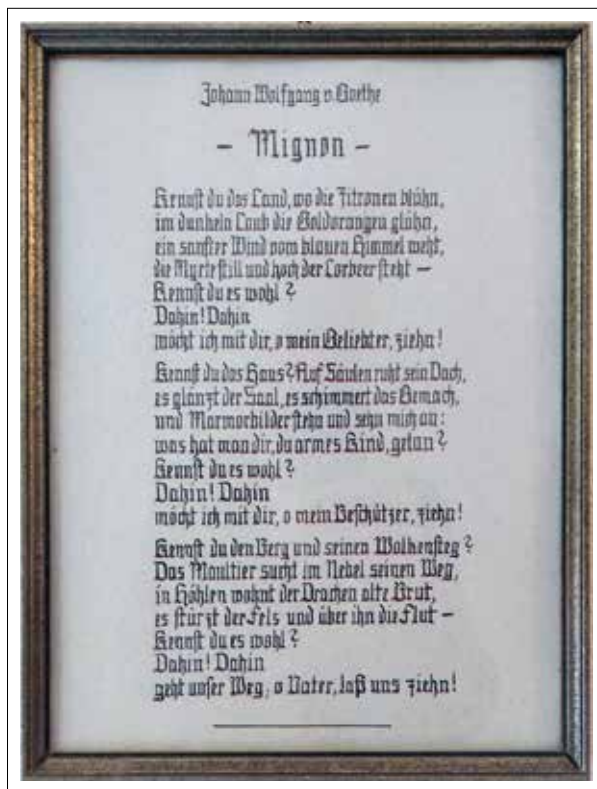 Johann Wolfgang v. Goethe
– Mignon –
Kennst du das Land, wo die Zitronen blühn,
im dunkeln Laub die Goldorangen glühn,
ein sanfter Wind vom blauen Himmel weht,
die Myrte still und hoch der Lorbeer steht –
Kennst du es wohl?
Dahin! Dahin
möcht ich mit dir, o mein Geliebter, ziehn!
Kennst du das Haus? Auf Säulen ruht sein Dach,
es glänzt der Saal, es schimmert das Gemach,
und Marmorbilder stehn und sehn mich an:
was hat man dir, du armes Kind, getan?
Kennst du es wohl?
Dahin! Dahin
möcht ich mit dir, o mein Beschützer, ziehn!
Kennst du den Berg und seinen Wolkensteg?
Das Maultier sucht im Nebel seinen Weg,
in Höhlen wohnt der Drachen alte Brut,
es stürzt der Fels und über ihn die Flut –
Kennst du es wohl?
Dahin! Dahin
geht unser Weg; o Vater, laß uns ziehn!